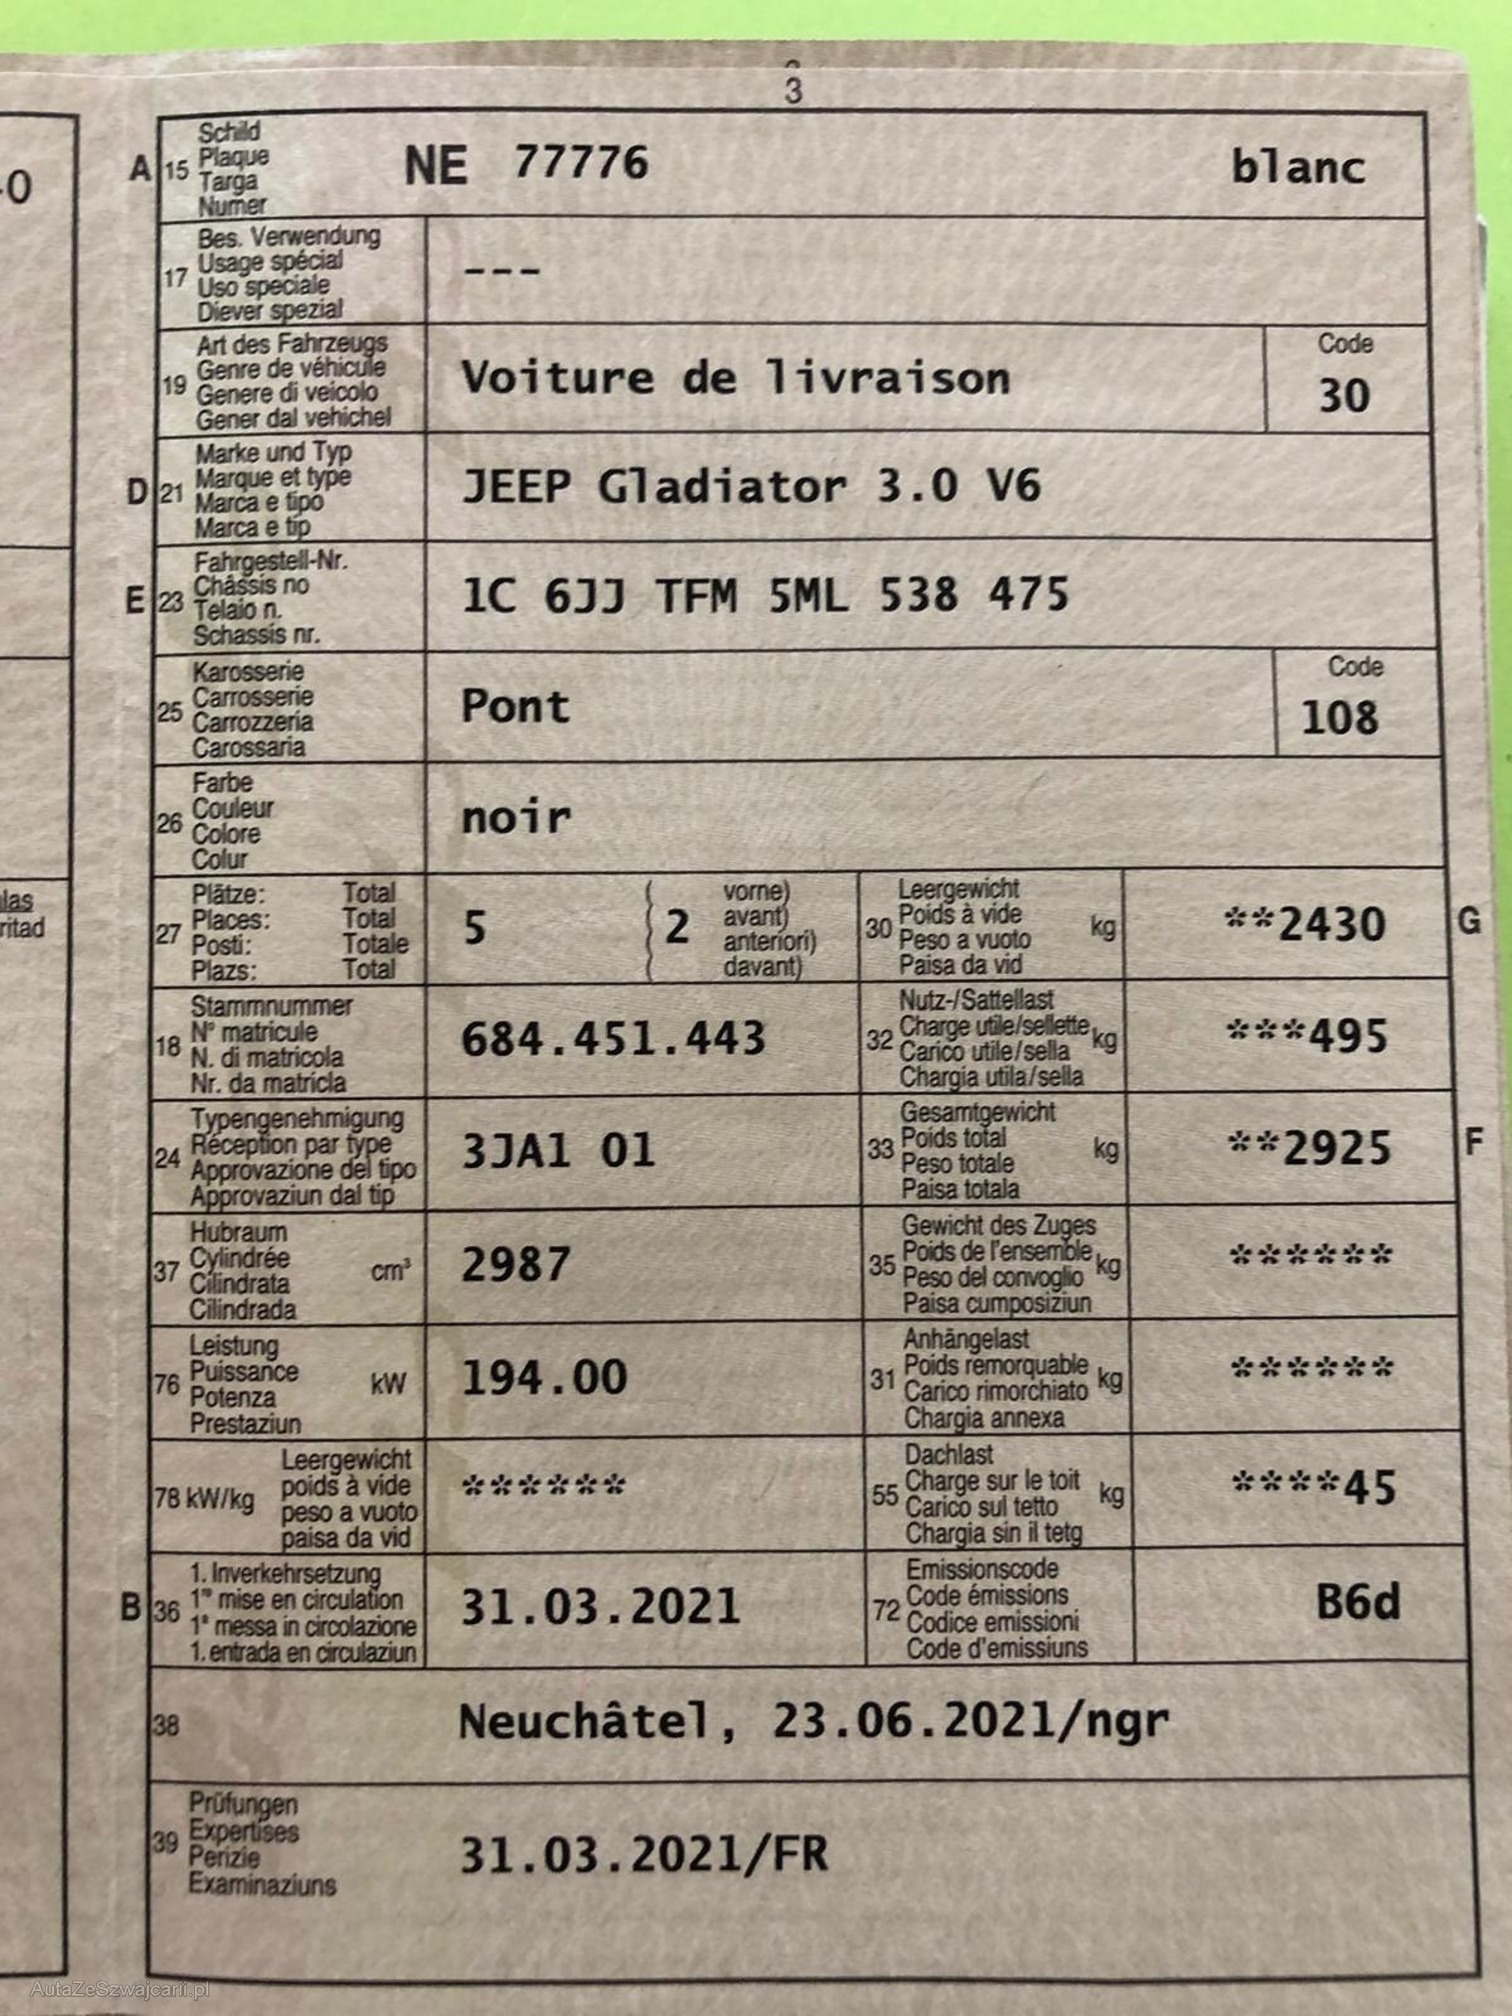 3
-0
A 15 Schild
Plaque
Targa
Numer
NE 77776 blanc
17 Bes. Verwendung
Usage spécial
Uso speciale
Diever spezial
---
19 Art des Fahrzeugs
Genre de véhicule
Genere di veicolo
Gener dal vehichel
Voiture de livraison
Code
30
D 21 Marke und Typ
Marque et type
Marca e tipo
Marca e tip
JEEP Gladiator 3.0 V6
E 23 Fahrgestell-Nr.
Châssis no
Telaio n.
Schassis nr.
1C 6JJ TFM 5ML 538 475
25 Karosserie
Carrosserie
Carrozzeria
Carossaria
Pont
Code
108
26 Farbe
Couleur
Colore
Colur
noir
las
ritad
27 Plätze: Total
Places: Total
Posti: Totale
Plazs: Total
5
( 2 vorne)
avant)
anteriori)
davant)
30 Leergewicht
Poids à vide kg
Peso a vuoto
Paisa da vid
**2430 G
18 Stammnummer
N° matricule
N. di matricola
Nr. da matricla
684.451.443
32 Nutz-/Sattellast
Charge utile/sellette kg
Carico utile/sella
Chargia utila/sella
***495
24 Typengenehmigung
Réception par type
Approvazione del tipo
Approvaziun dal tip
3JA1 01
33 Gesamtgewicht
Poids total kg
Peso totale
Paisa totala
**2925 F
37 Hubraum
Cylindrée cm³
Cilindrata
Cilindrada
2987
35 Gewicht des Zuges
Poids de l'ensemble kg
Peso del convoglio
Paisa cumposiziun
******
76 Leistung
Puissance kW
Potenza
Prestaziun
194.00
31 Anhängelast
Poids remorquable kg
Carico rimorchiato
Chargia annexa
******
78 kW/kg Leergewicht
poids à vide
peso a vuoto
paisa da vid
******
55 Dachlast
Charge sur le toit kg
Carico sul tetto
Chargia sin il tetg
****45
B 36 1. Inverkehrsetzung
1re mise en circulation
1a messa in circolazione
1. entrada en circulaziun
31.03.2021
72 Emissionscode
Code émissions
Codice emissioni
Code d'emissiuns
B6d
38 Neuchâtel, 23.06.2021/ngr
39 Prüfungen
Expertises
Perizie
Examinaziuns
31.03.2021/FR
AutaZeSzwajcarii.pl